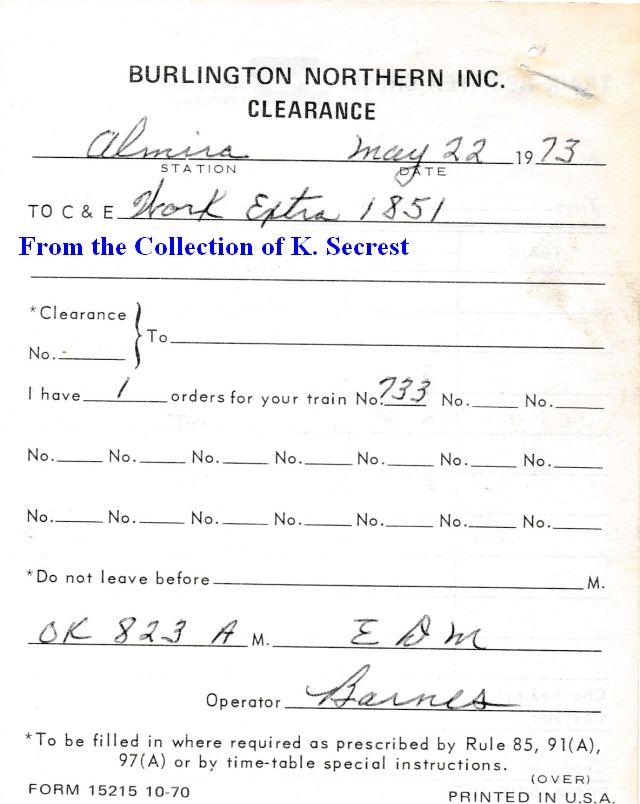 BURLINGTON NORTHERN INC.
CLEARANCE
Almira May 22 1973
STATION DATE
TO C & E Work Extra 1851
From the Collection of K. Secrest
*Clearance
No. To
I have 1 orders for your train No. 733 No. No.
No. No. No. No. No. No. No.
No. No. No. No. No. No. No.
*Do not leave before M.
OK 823 A M. E D M
Operator Barnes
*To be filled in where required as prescribed by Rule 85, 91(A),
97(A) or by time-table special instructions.
(OVER)
FORM 15215 10-70 PRINTED IN U.S.A.